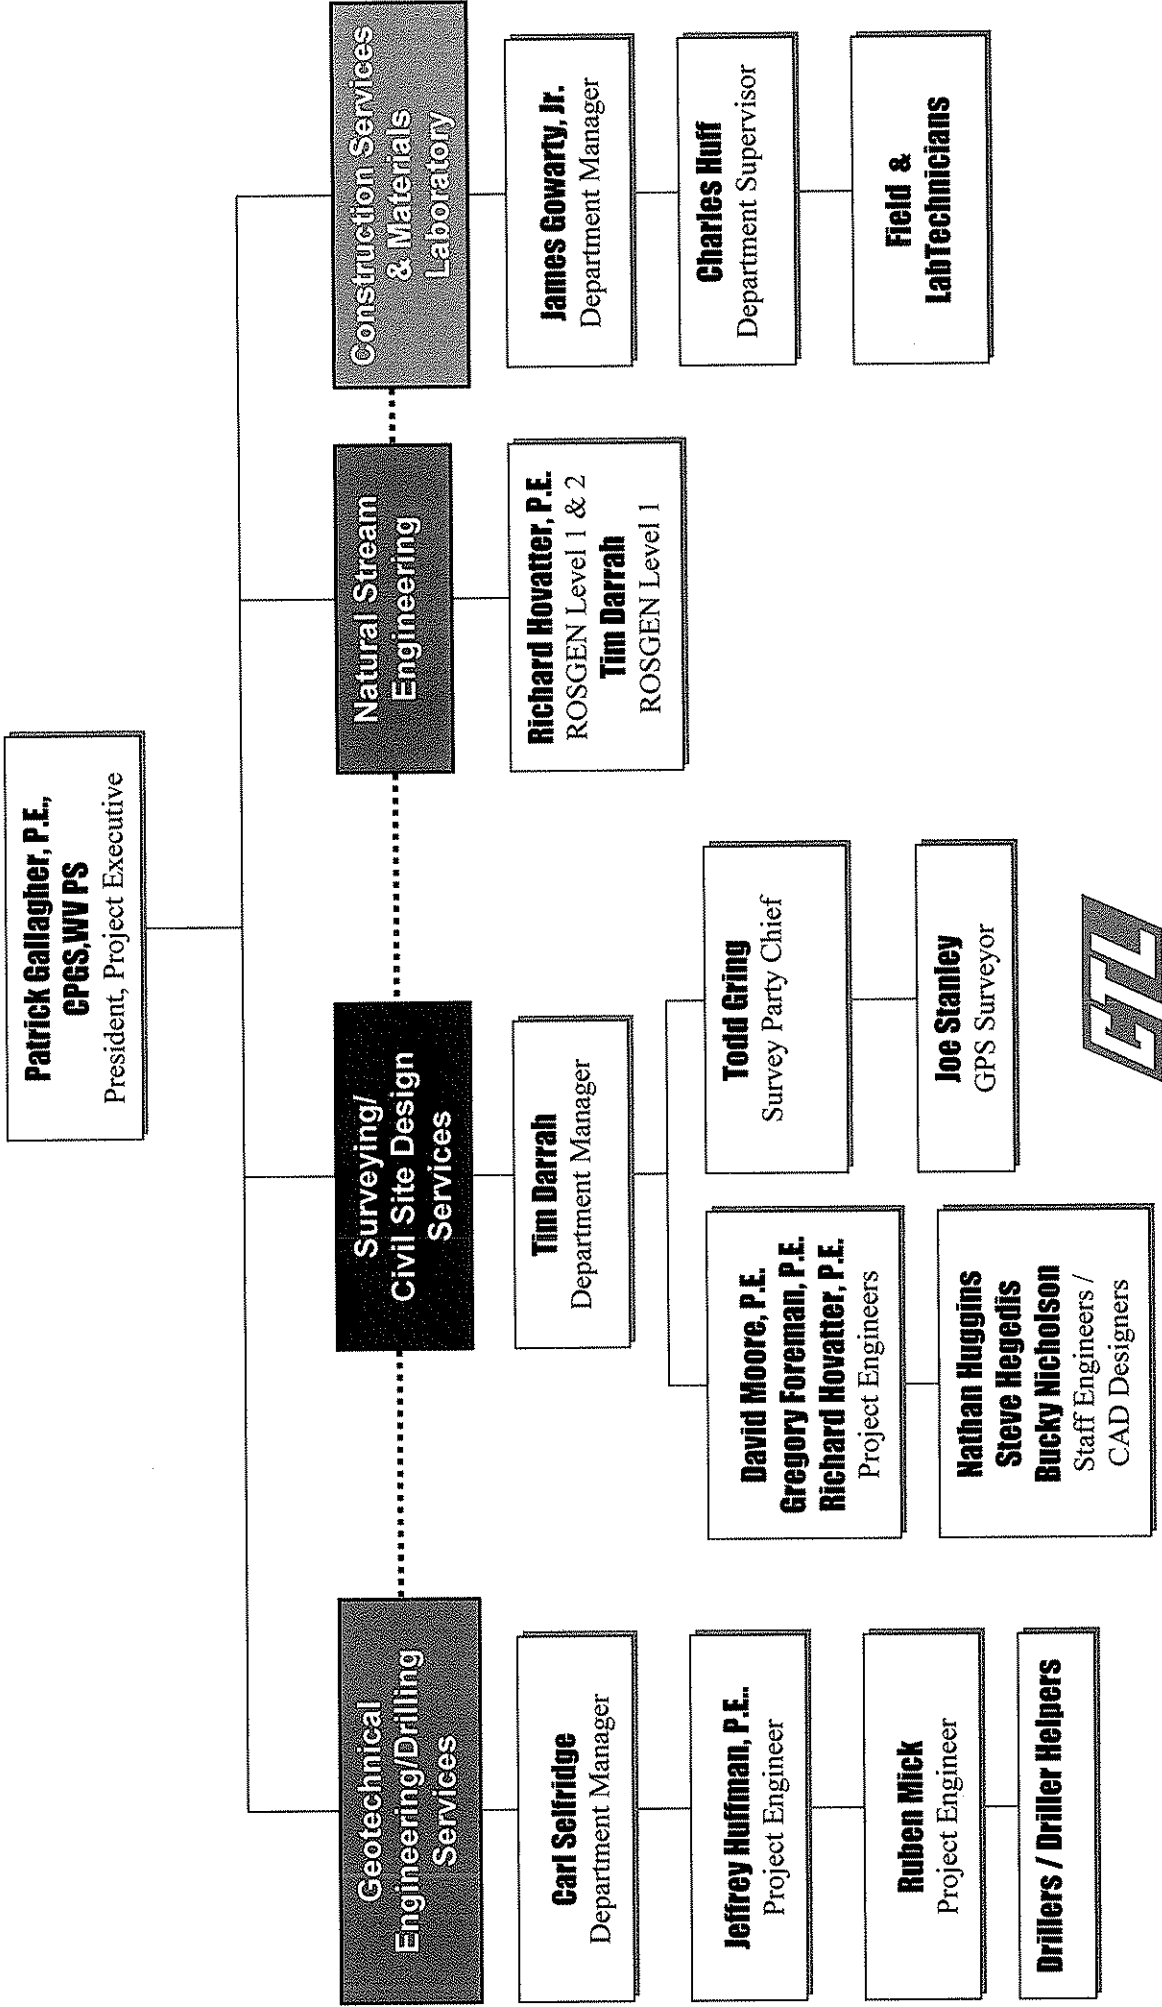 Patrick Gallagher, P.E.,
CPGS,WV PS
President, Project Executive
Geotechnical
Engineering/Drilling
Services
Surveying/
Civil Site Design
Services
Natural Stream
Engineering
Construction Services
& Materials
Laboratory
Carl Selfridge
Department Manager
Jeffrey Huffman, P.E..
Project Engineer
Ruben Mick
Project Engineer
Drillers / Driller Helpers
Tim Darrah
Department Manager
David Moore, P.E.
Gregory Foreman, P.E.
Richard Hovatter, P.E.
Project Engineers
Nathan Huggins
Steve Hegedis
Bucky Nicholson
Staff Engineers /
CAD Designers
Todd Gring
Survey Party Chief
Joe Stanley
GPS Surveyor
Richard Hovatter, P.E.
ROSGEN Level 1 & 2
Tim Darrah
ROSGEN Level 1
James Gowarty, Jr.
Department Manager
Charles Huff
Department Supervisor
Field &
LabTechnicians
CTL